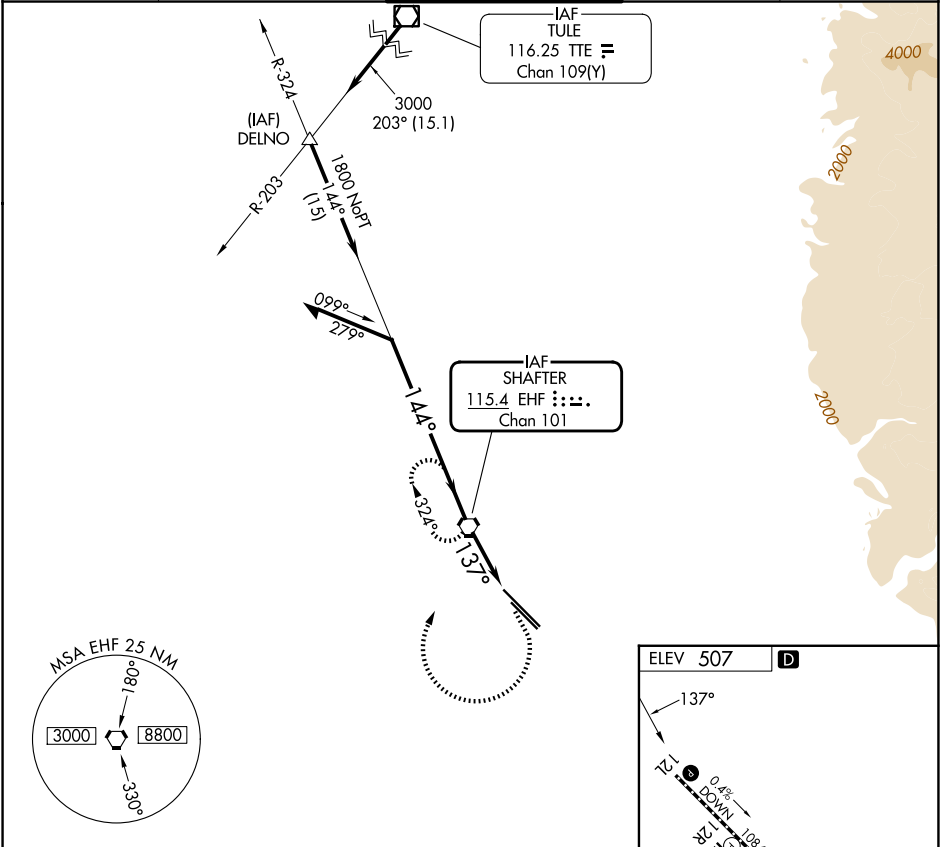 IAF
TULE
116.25 TTE
Chan 109(Y)
4000
R-324
3000
203° (15.1)
(IAF)
DELNO
2000
1800 NoPT
144°
(15)
R-203
099°
279°
IAF
SHAFTER
115.4 EHF
Chan 101
144°
2000
324°
137°
MSA EHF 25 NM
180°
3000
8800
330°
ELEV 507
D
137°
12L
P
0.4%
DOWN
12R